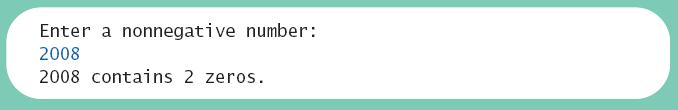 Enter a nonnegative number:
2008
2008 contains 2 zeros.